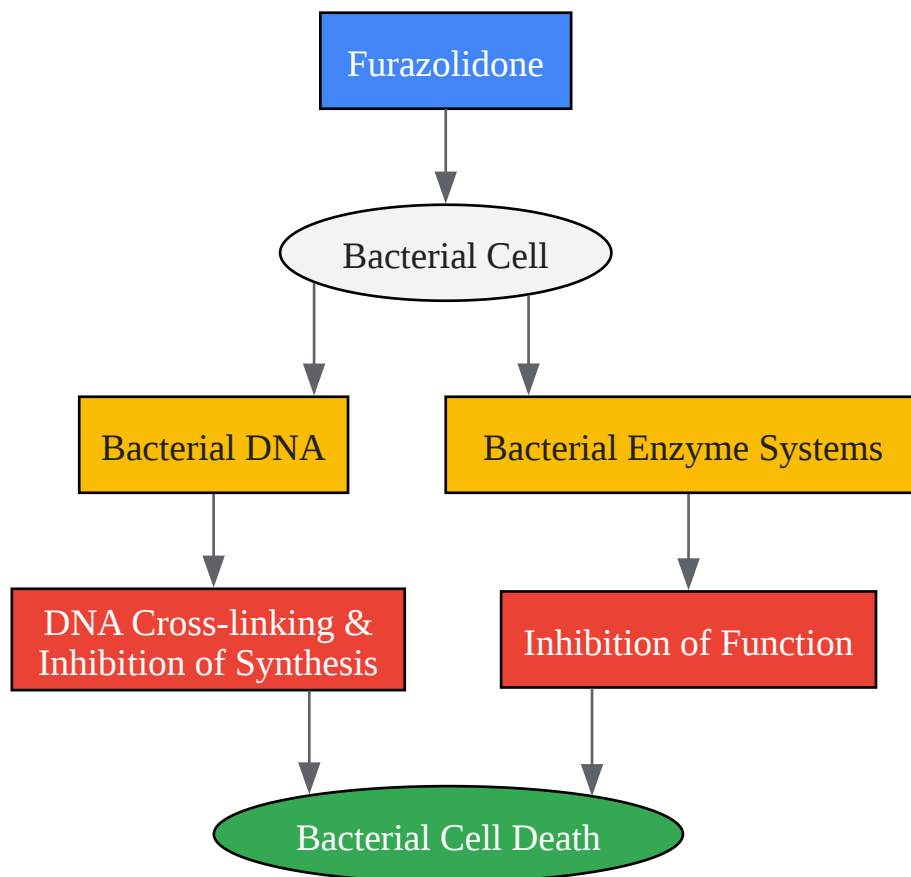 Furazolidone
Bacterial Cell
Bacterial DNA
Bacterial Enzyme Systems
DNA Cross-linking &
Inhibition of Synthesis
Inhibition of Function
Bacterial Cell Death